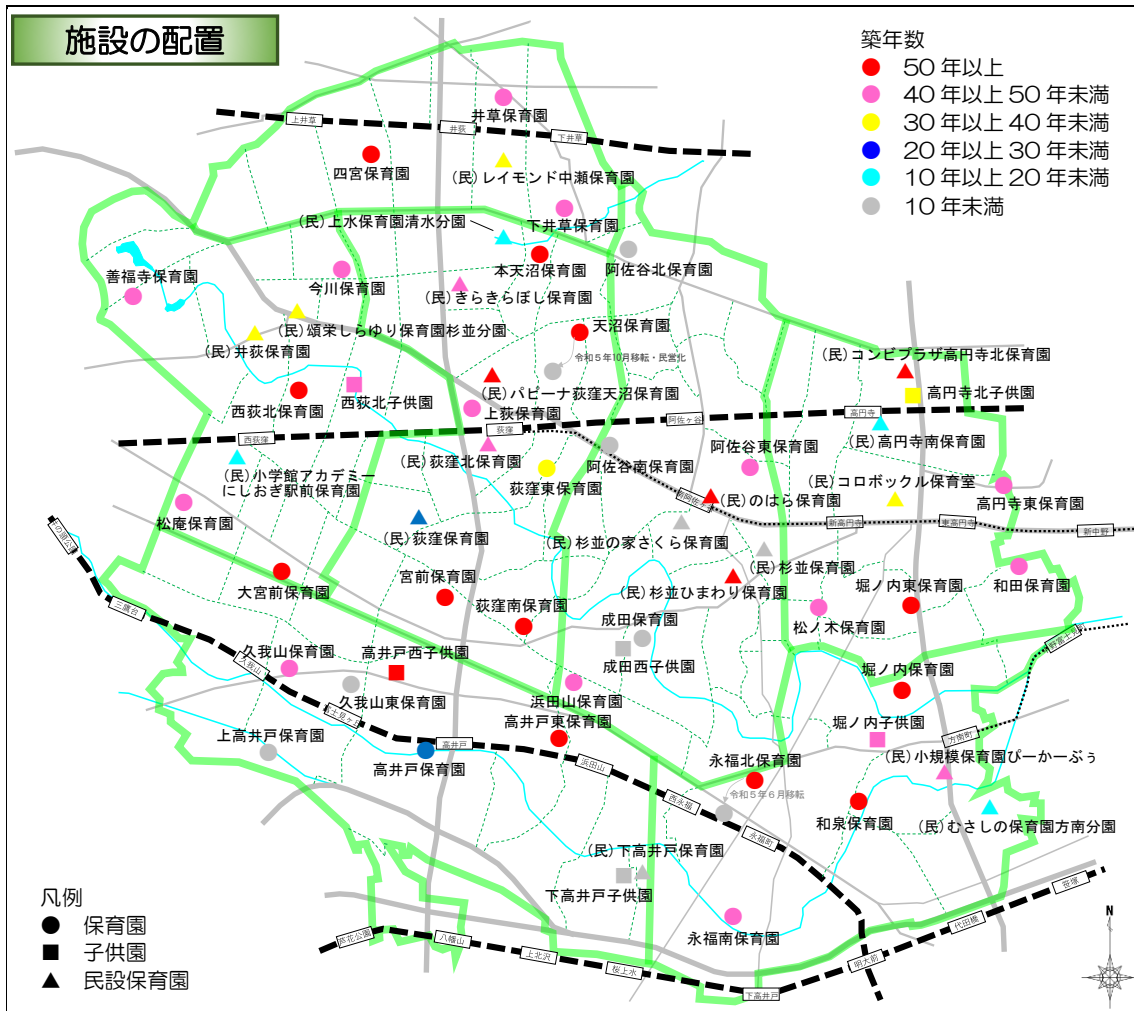 施設の配置
築年数
50年以上
40年以上50年未満
30年以上40年未満
20年以上30年未満
10年以上20年未満
10年未満
井草保育園
上井草
井荻
下井草
四宮保育園
(民)レイモンド中瀬保育園
(民)上水保育園清水分園
下井草保育園
本天沼保育園
阿佐谷北保育園
善福寺保育園
今川保育園
(民)きらきらぼし保育園
(民)頌栄しらゆり保育園杉並分園
天沼保育園
(民)井荻保育園
令和5年10月移転・民営化
(民)コンビプラザ高円寺北保育園
(民)パピーナ荻窪天沼保育園
西荻北保育園
西荻北子供園
上荻保育園
高円寺北子供園
西荻窪
荻窪
阿佐ヶ谷
高円寺
(民)高円寺南保育園
(民)荻窪北保育園
阿佐谷南保育園
阿佐谷東保育園
(民)小学館アカデミー
にしおぎ駅前保育園
荻窪東保育園
(民)コロボックル保育室
高円寺東保育園
松庵保育園
(民)のはら保育園
南阿佐ヶ谷
新高円寺
東高円寺
新中野
(民)荻窪保育園
(民)杉並の家さくら保育園
(民)杉並保育園
大宮前保育園
宮前保育園
(民)杉並ひまわり保育園
堀ノ内東保育園
和田保育園
荻窪南保育園
成田保育園
松ノ木保育園
三鷹台
久我山保育園
高井戸西子供園
成田西子供園
久我山
久我山東保育園
浜田山保育園
堀ノ内保育園
富士見ヶ丘
上高井戸保育園
高井戸東保育園
堀ノ内子供園
高井戸
高井戸保育園
浜田山
永福北保育園
方南町
(民)小規模保育園ぴーかーぶぅ
西永福
令和5年6月移転
永福町
和泉保育園
(民)むさしの保育園方南分園
(民)下高井戸保育園
下高井戸子供園
笹塚
凡例
保育園
子供園
民設保育園
永福南保育園
代田橋
芦花公園
八幡山
上北沢
桜上水
下高井戸
明大前
N